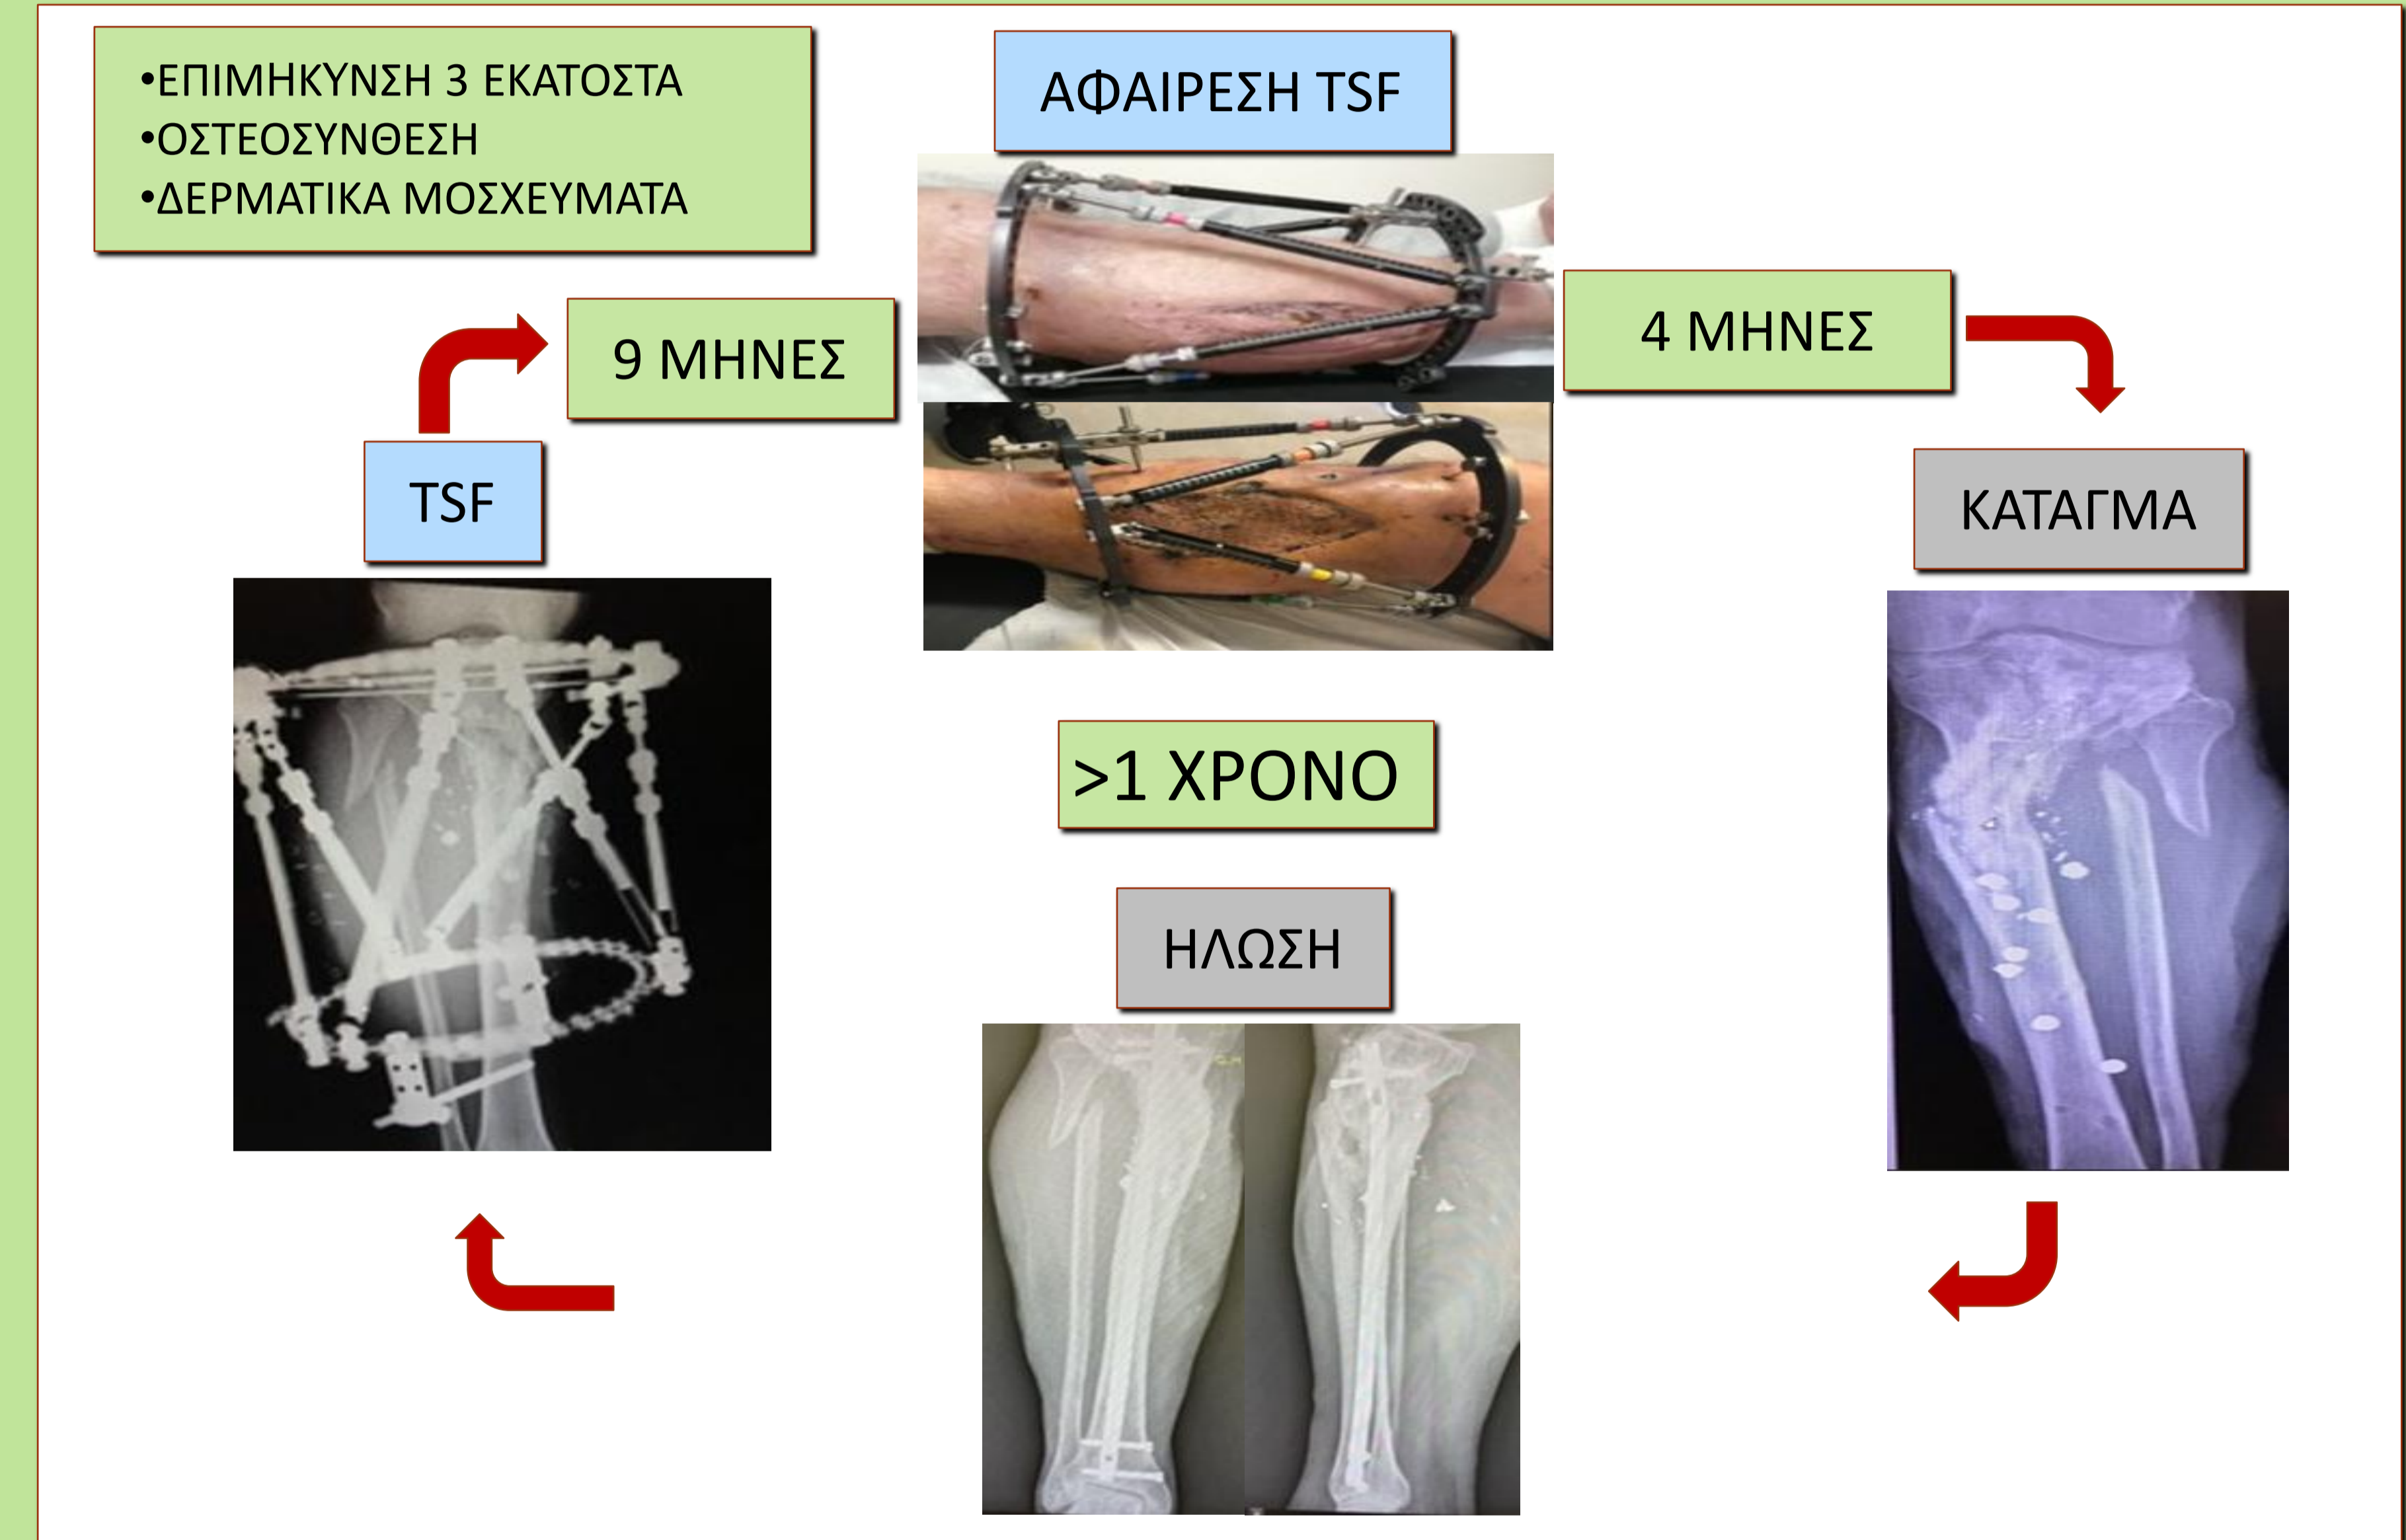 •ΕΠΙΜΗΚΥΝΣΗ 3 ΕΚΑΤΟΣΤΑ
•ΟΣΤΕΟΣΥΝΘΕΣΗ
•ΔΕΡΜΑΤΙΚΑ ΜΟΣΧΕΥΜΑΤΑ
ΑΦΑΙΡΕΣΗ TSF
9 ΜΗΝΕΣ
4 ΜΗΝΕΣ
TSF
ΚΑΤΑΓΜΑ
>1 ΧΡΟΝΟ
ΗΛΩΣΗ